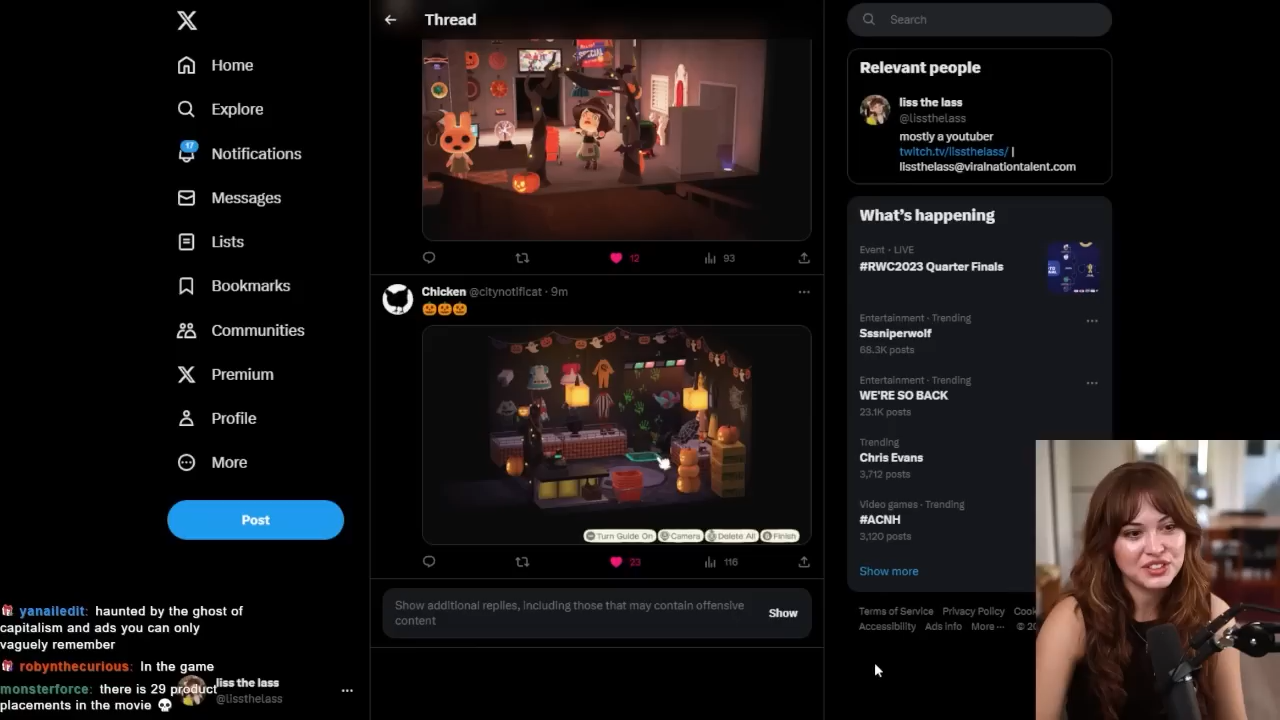 Home
Explore
17
Notifications
Messages
Lists
Bookmarks
Communities
Premium
Profile
More
Post
yanailedit: haunted by the ghost of
capitalism and ads you can only
vaguely remember
robynthecurious: In the game
monsterforce: there is 29 product
placements in the movie 💀
liss the lass
@lissthelass
Thread
12
93
Chicken @citynotificat · 9m
🎃🎃🎃
Turn Guide On
Camera
Delete All
Finish
23
116
Show additional replies, including those that may contain offensive
content
Show
Search
Relevant people
liss the lass
@lissthelass
mostly a youtuber
twitch.tv/lissthelass/ |
lissthelass@viralnationtalent.com
What's happening
Event · LIVE
#RWC2023 Quarter Finals
Entertainment · Trending
Sssniperwolf
68.3K posts
Entertainment · Trending
WE'RE SO BACK
23.1K posts
Trending
Chris Evans
3,712 posts
Video games · Trending
#ACNH
3,120 posts
Show more
Terms of Service Privacy Policy Cook
Accessibility Ads info More ··· © 20